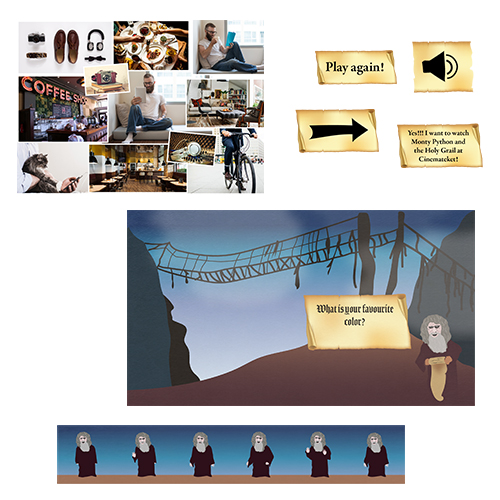 COFFEE SHOP
Play again!
Yes!!! I want to watch
Monty Python and
the Holy Grail at
Cinemateket!
What is your favourite
color?